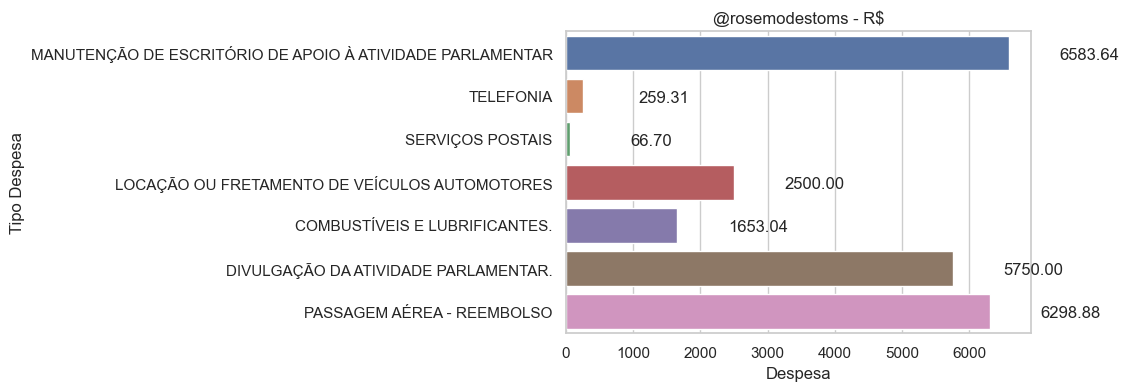 @rosemodestoms - R$
MANUTENÇÃO DE ESCRITÓRIO DE APOIO À ATIVIDADE PARLAMENTAR
6583.64
TELEFONIA
259.31
SERVIÇOS POSTAIS
66.70
LOCAÇÃO OU FRETAMENTO DE VEÍCULOS AUTOMOTORES
2500.00
COMBUSTÍVEIS E LUBRIFICANTES.
1653.04
DIVULGAÇÃO DA ATIVIDADE PARLAMENTAR.
5750.00
PASSAGEM AÉREA - REEMBOLSO
6298.88
Tipo Despesa
0 1000 2000 3000 4000 5000 6000
Despesa